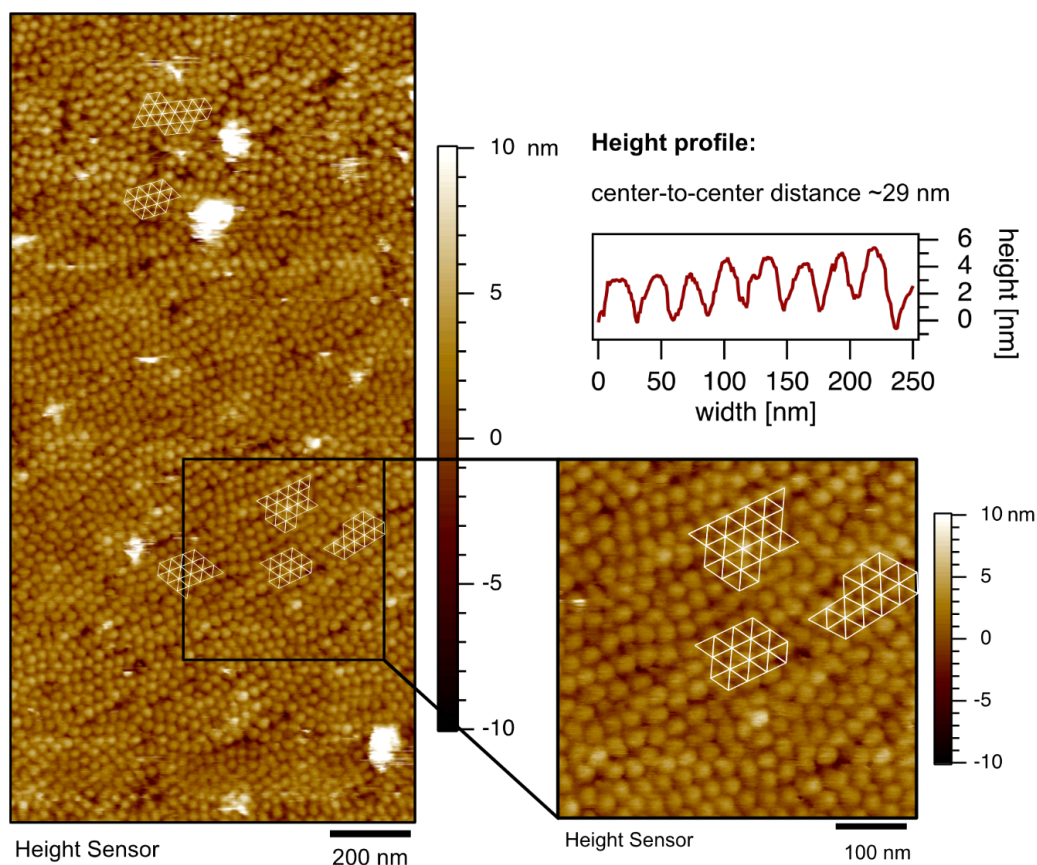 10 nm
5
0
-5
-10
Height Sensor
200 nm
Height profile:
center-to-center distance ~29 nm
6
4
2
0
height [nm]
0 50 100 150 200 250
width [nm]
10 nm
5
0
-5
-10
Height Sensor
100 nm